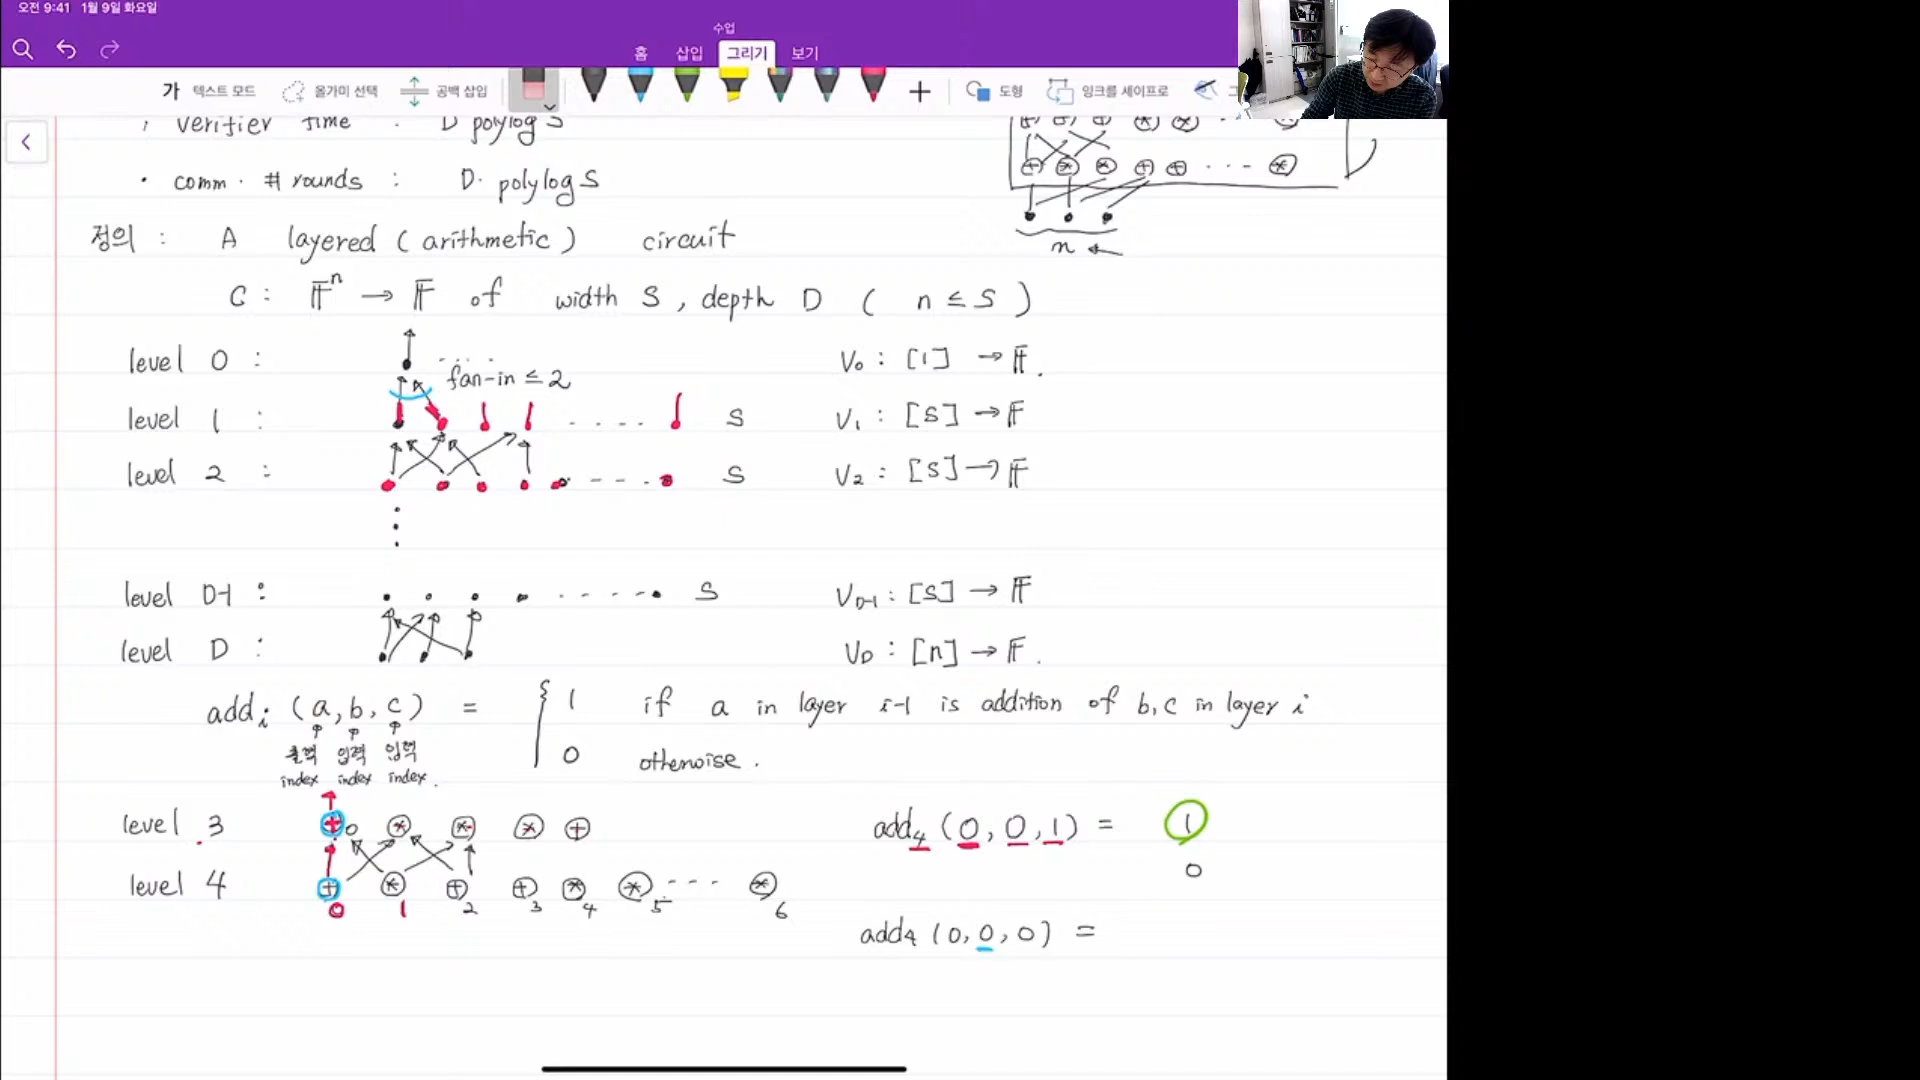 오전 9:41 1월 9일 화요일
수업
홈 삽입 그리기 보기
가 텍스트 모드 올가미 선택 공백 삽입 도형 잉크를 셰이프로
verifier time : D polylog S
· comm. # rounds : D· polylog S
n ←
정의 : A layered (arithmetic) circuit
C : 𝔽ⁿ → 𝔽 of width S, depth D ( n ≤ S )
level 0 : V₀ : [1] → 𝔽.
fan-in ≤ 2
level 1 : ..... S V₁ : [S] → 𝔽
level 2 : S V₂ : [S] → 𝔽
level D-1 : ..... S V_{D-1} : [S] → 𝔽
level D : V_D : [n] → 𝔽.
addᵢ (a, b, c) = { 1 if a in layer i-1 is addition of b, c in layer i
출력 입력 입력
0 otherwise.
index index index.
level 3 + 0 * * * + add₄ (0, 0, 1) = 1
0
level 4 + * + + * * --- *
0 1 2 3 4 5 6
add₄ (0, 0, 0) =